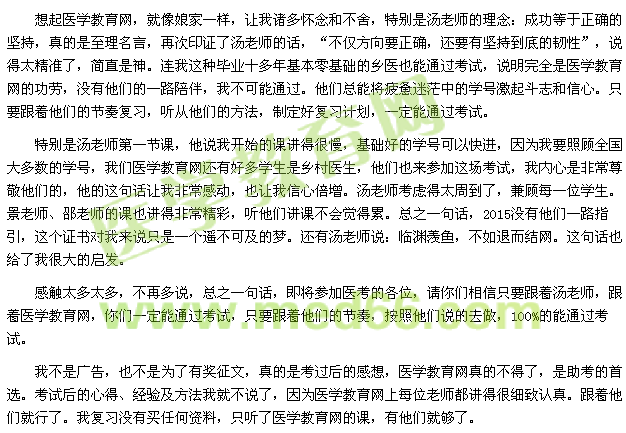 想起医学教育网，就像娘家一样，让我诸多怀念和不舍，特别是汤老师的理念：成功等于正确的
坚持，真的是至理名言，再次印证了汤老师的话，“不仅方向要正确，还要有坚持到底的韧性”，说
得太精准了，简直是神。连我这种毕业十多年基本零基础的乡医也能通过考试，说明完全是医学教育网
的功劳，没有他们的一路陪伴，我不可能通过。他们总能将疲惫迷茫中的学号激起斗志和信心。只
要跟着他们的节奏复习，听从他们的方法，制定好复习计划，一定能通过考试。
特别是汤老师第一节课，他说我开始的课讲得很慢，基础好的学号可以快进，因为我要照顾全国
大多数的学号，我们医学教育网还有好多学生是乡村医生，他们也来参加这场考试，我内心是非常尊
敬他们的，他的这句话让我非常感动，也让我信心倍增。汤老师考虑得太周到了，兼顾每一位学生。
景老师、邵老师的课也讲得非常精彩，听他们讲课不会觉得累。总之一句话，2015没有他们一路指
引，这个证书对我来说只是一个遥不可及的梦。还有汤老师说：临渊羡鱼，不如退而结网。这句话也
给了我很大的启发。
感触太多太多，不再多说，总之一句话，即将参加医考的各位，请你们相信只要跟着汤老师，跟
着医学教育网，你们一定能通过考试，只要跟着他们的节奏，按照他们说的去做，100%的能通过考
试。
我不是广告，也不是为了有奖征文，真的是考过后的感想，医学教育网真的不得了，是助考的首
选。考试后的心得、经验及方法我就不说了，因为医学教育网上每位老师都讲得很细致认真。跟着他
们就行了。我复习没有买任何资料，只听了医学教育网的课，有他们就够了。
医学教育网
www.med66.com